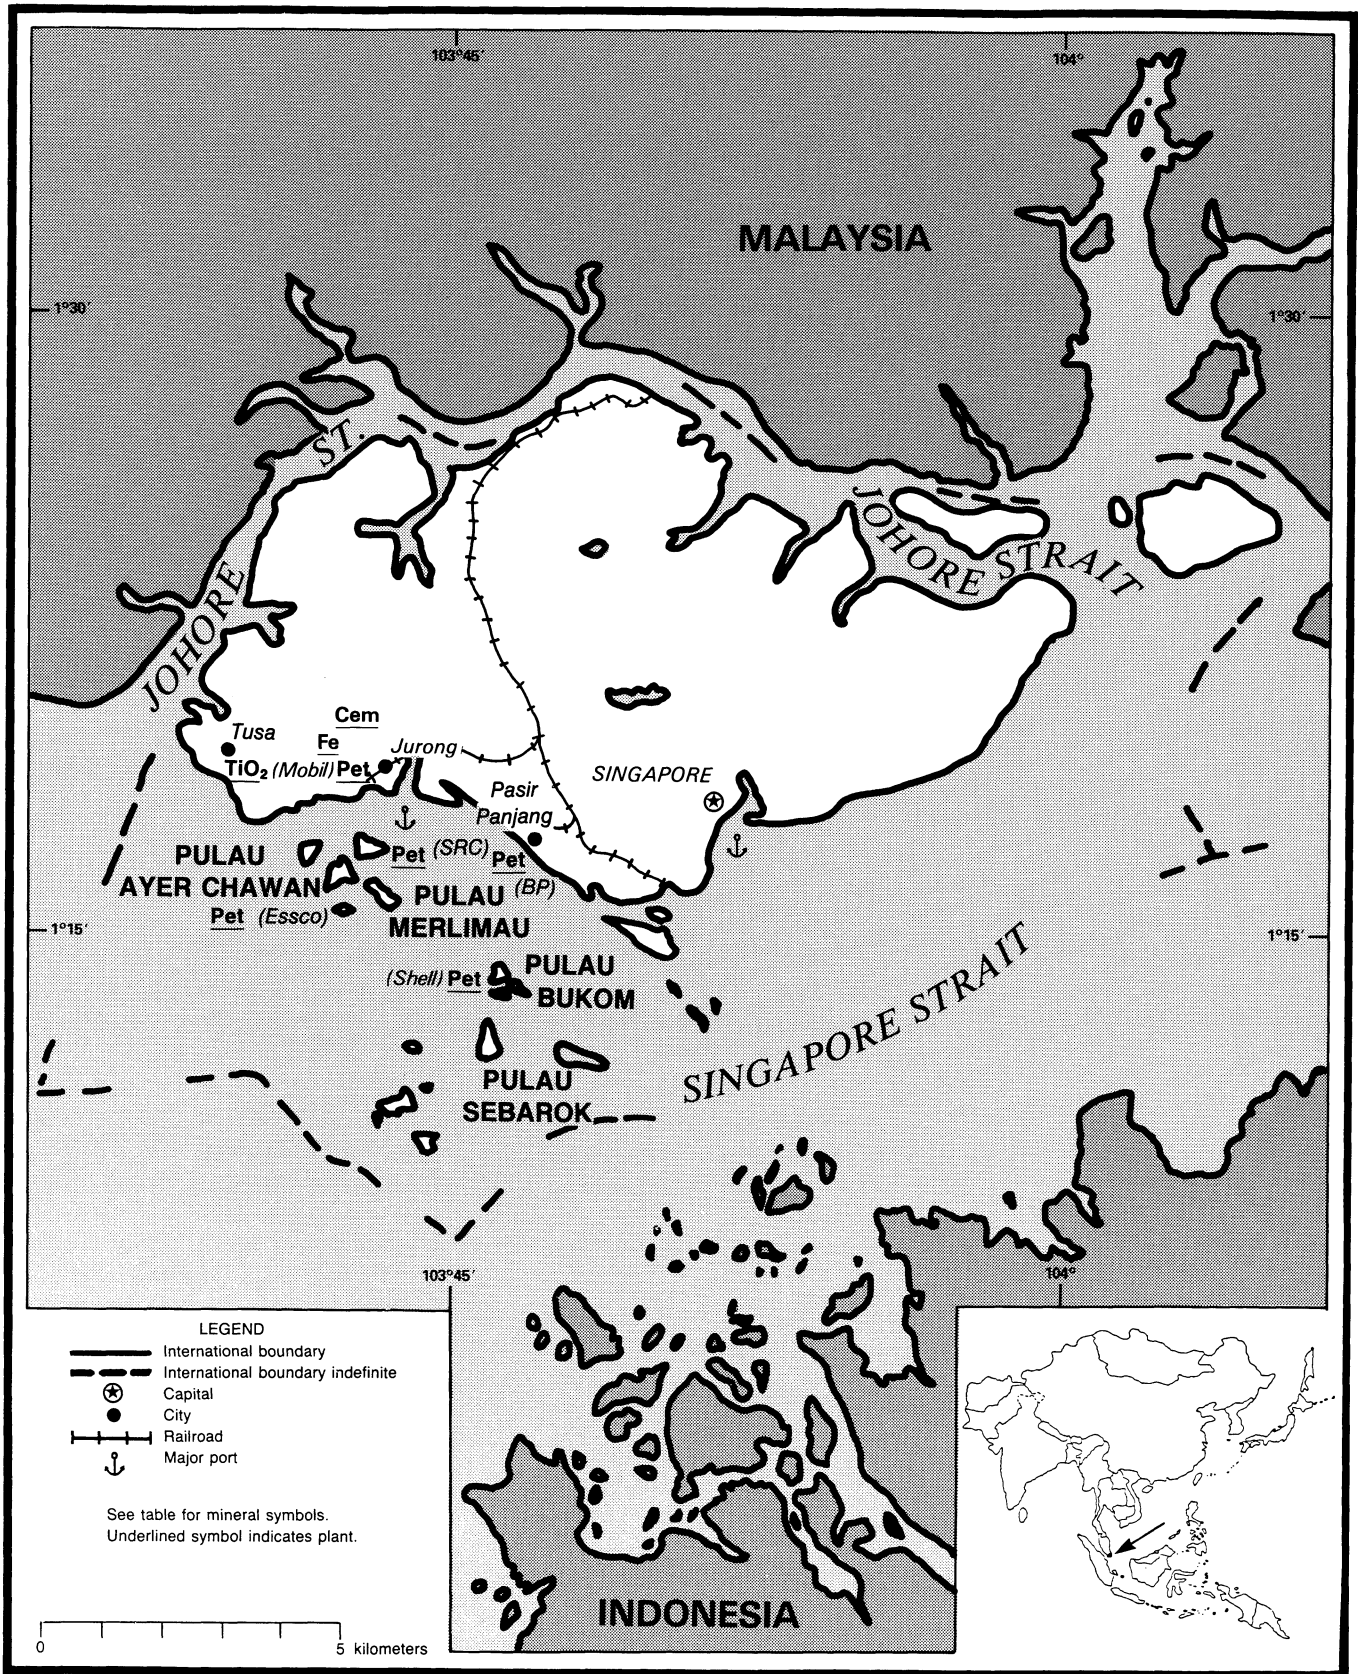 103°45′
104°
MALAYSIA
1°30′
1°30′
ST.
JOHORE
JOHORE STRAIT
Cem
Tusa
Fe
Jurong
TiO₂ (Mobil) Pet
SINGAPORE
Pasir
Panjang
PULAU
AYER CHAWAN
Pet (SRC)
Pet
(BP)
Pet (Essco)
PULAU
MERLIMAU
1°15′
1°15′
(Shell) Pet
PULAU
BUKOM
SINGAPORE STRAIT
PULAU
SEBAROK
103°45′
104°
LEGEND
International boundary
International boundary indefinite
Capital
City
Railroad
Major port
See table for mineral symbols.
Underlined symbol indicates plant.
0 5 kilometers
INDONESIA